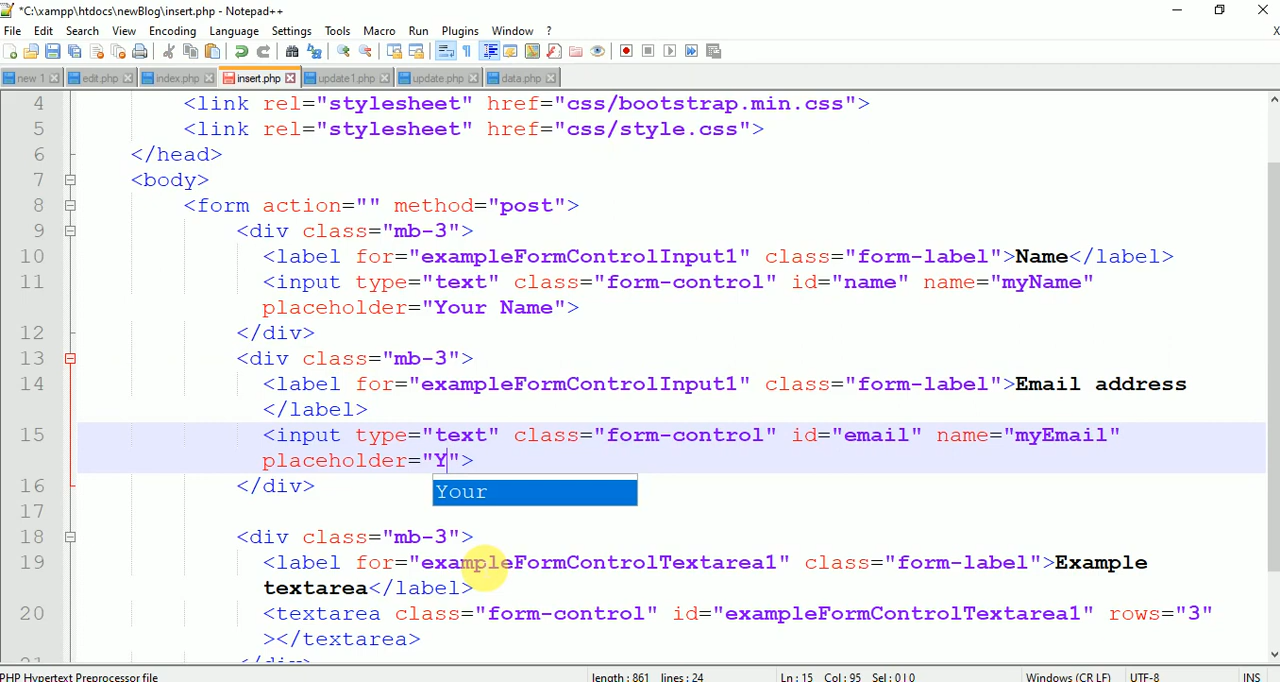 *C:\xampp\htdocs\newBlog\insert.php - Notepad++
File Edit Search View Encoding Language Settings Tools Macro Run Plugins Window ? X
new 1 edit.php index.php insert.php update1.php update.php data.php
4 <link rel="stylesheet" href="css/bootstrap.min.css">
5 <link rel="stylesheet" href="css/style.css">
6 </head>
7 <body>
8 <form action="" method="post">
9 <div class="mb-3">
10 <label for="exampleFormControlInput1" class="form-label">Name</label>
11 <input type="text" class="form-control" id="name" name="myName"
placeholder="Your Name">
12 </div>
13 <div class="mb-3">
14 <label for="exampleFormControlInput1" class="form-label">Email address
</label>
15 <input type="text" class="form-control" id="email" name="myEmail"
placeholder="Y">
16 </div>
Your
17
18 <div class="mb-3">
19 <label for="exampleFormControlTextarea1" class="form-label">Example
textarea</label>
20 <textarea class="form-control" id="exampleFormControlTextarea1" rows="3"
></textarea>
21 </div>
PHP Hypertext Preprocessor file length : 861 lines : 24 Ln : 15 Col : 95 Sel : 0 | 0 Windows (CR LF) UTF-8 INS